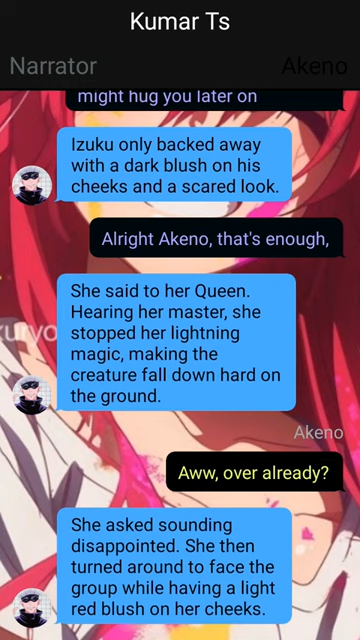 Kumar Ts
Narrator
Akeno
might hug you later on
Izuku only backed away
with a dark blush on his
cheeks and a scared look.
Alright Akeno, that's enough,
She said to her Queen.
Hearing her master, she
stopped her lightning
magic, making the
creature fall down hard on
the ground.
kuryo
Akeno
Aww, over already?
She asked sounding
disappointed. She then
turned around to face the
group while having a light
red blush on her cheeks.